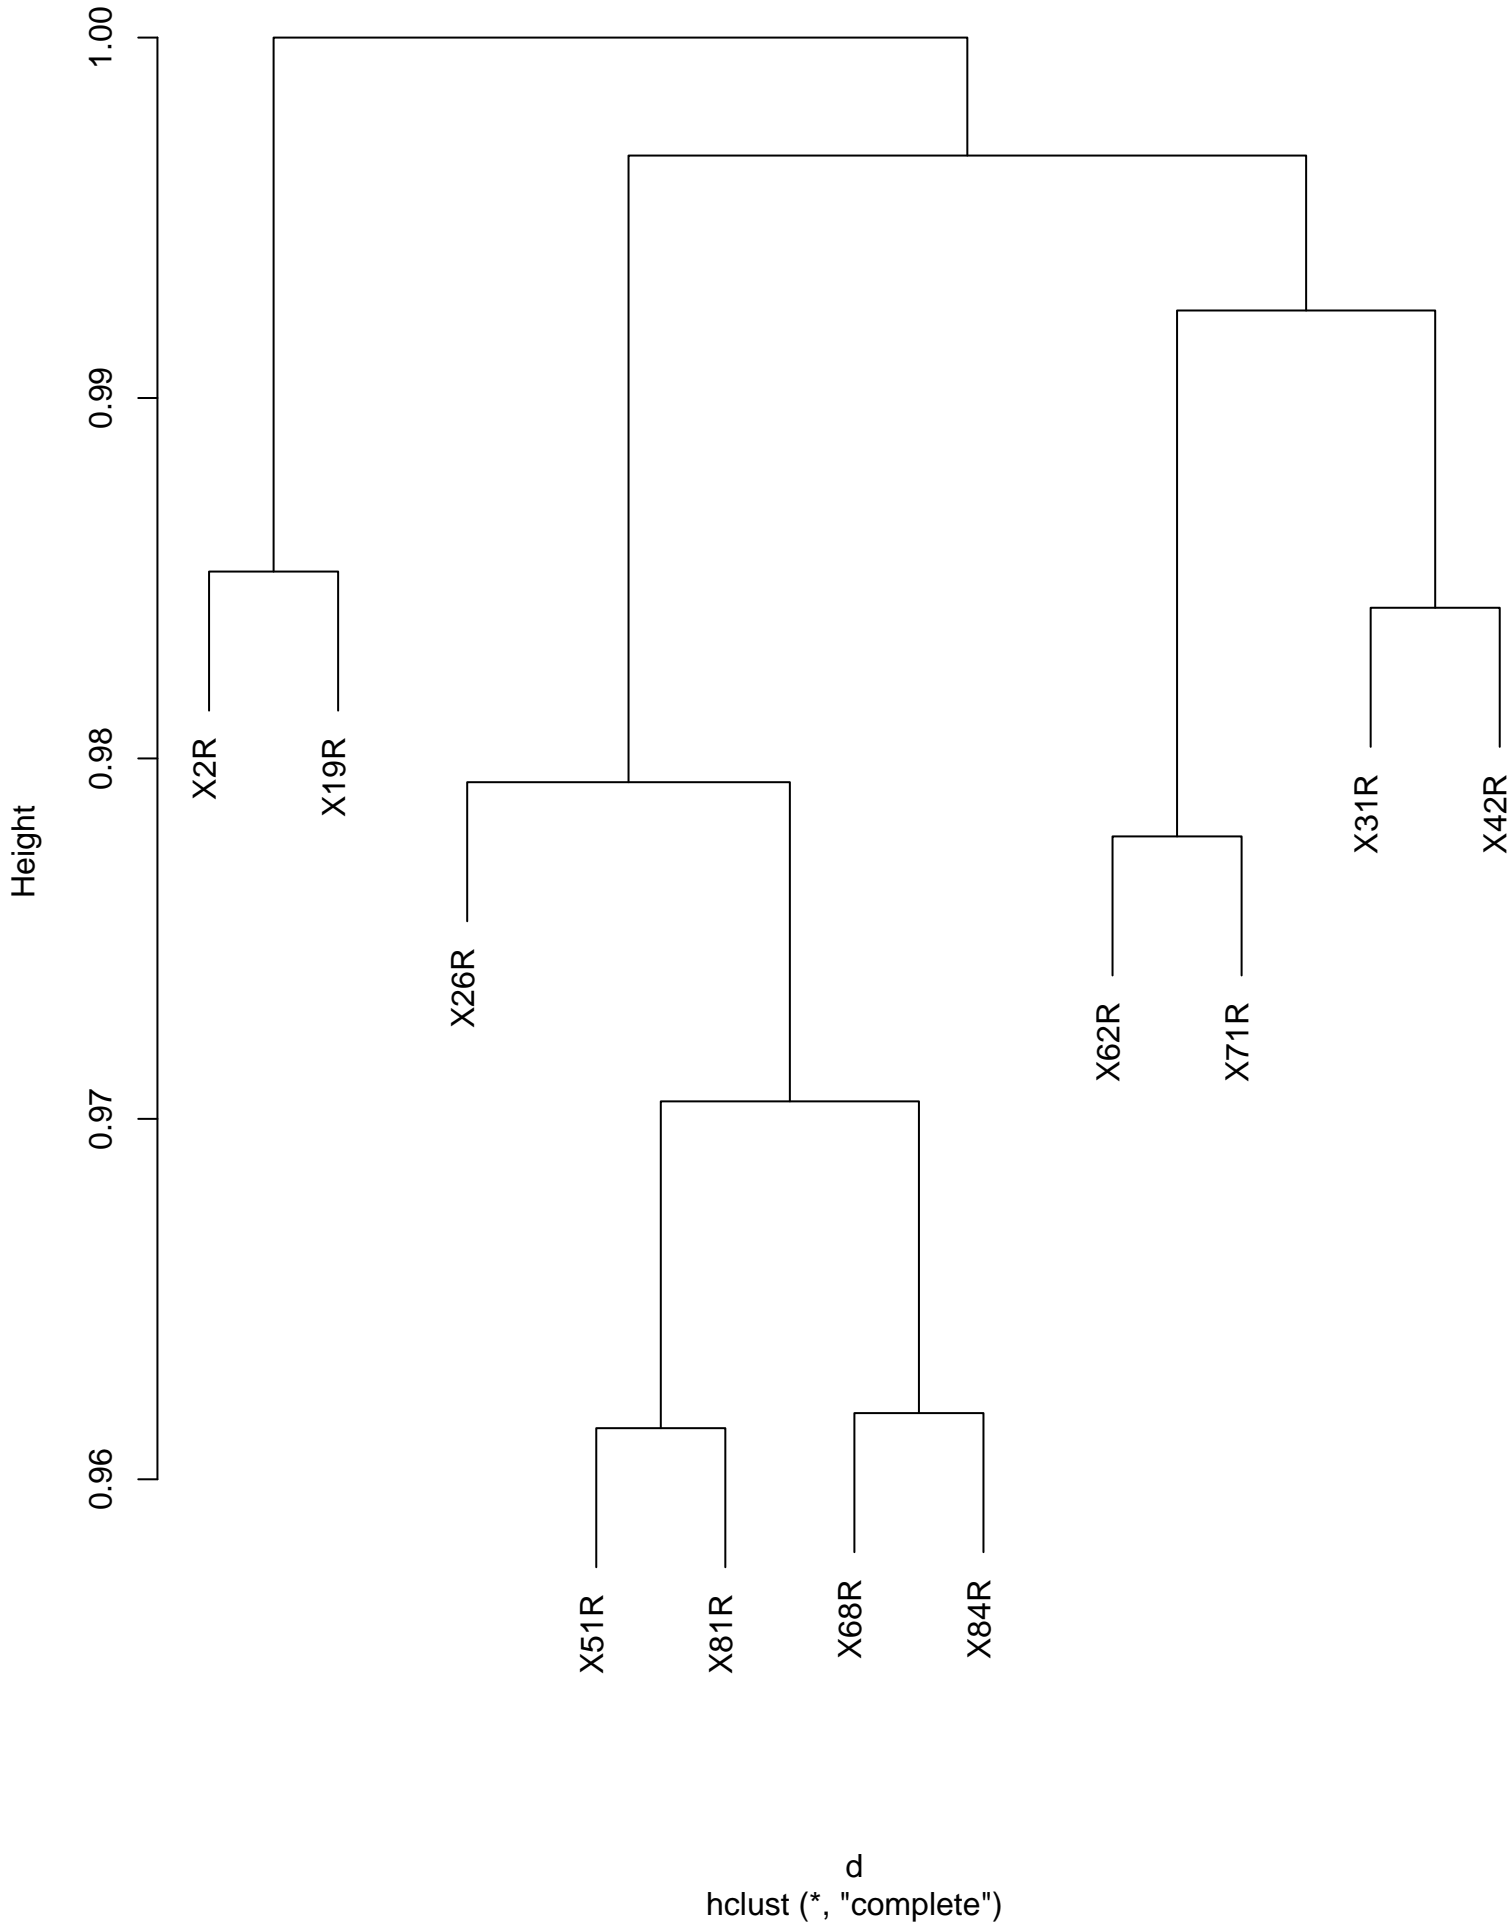 Height
1.00
0.99
0.98
0.97
0.96
X2R
X19R
X26R
X51R
X81R
X68R
X84R
X62R
X71R
X31R
X42R
d
hclust (*, "complete")